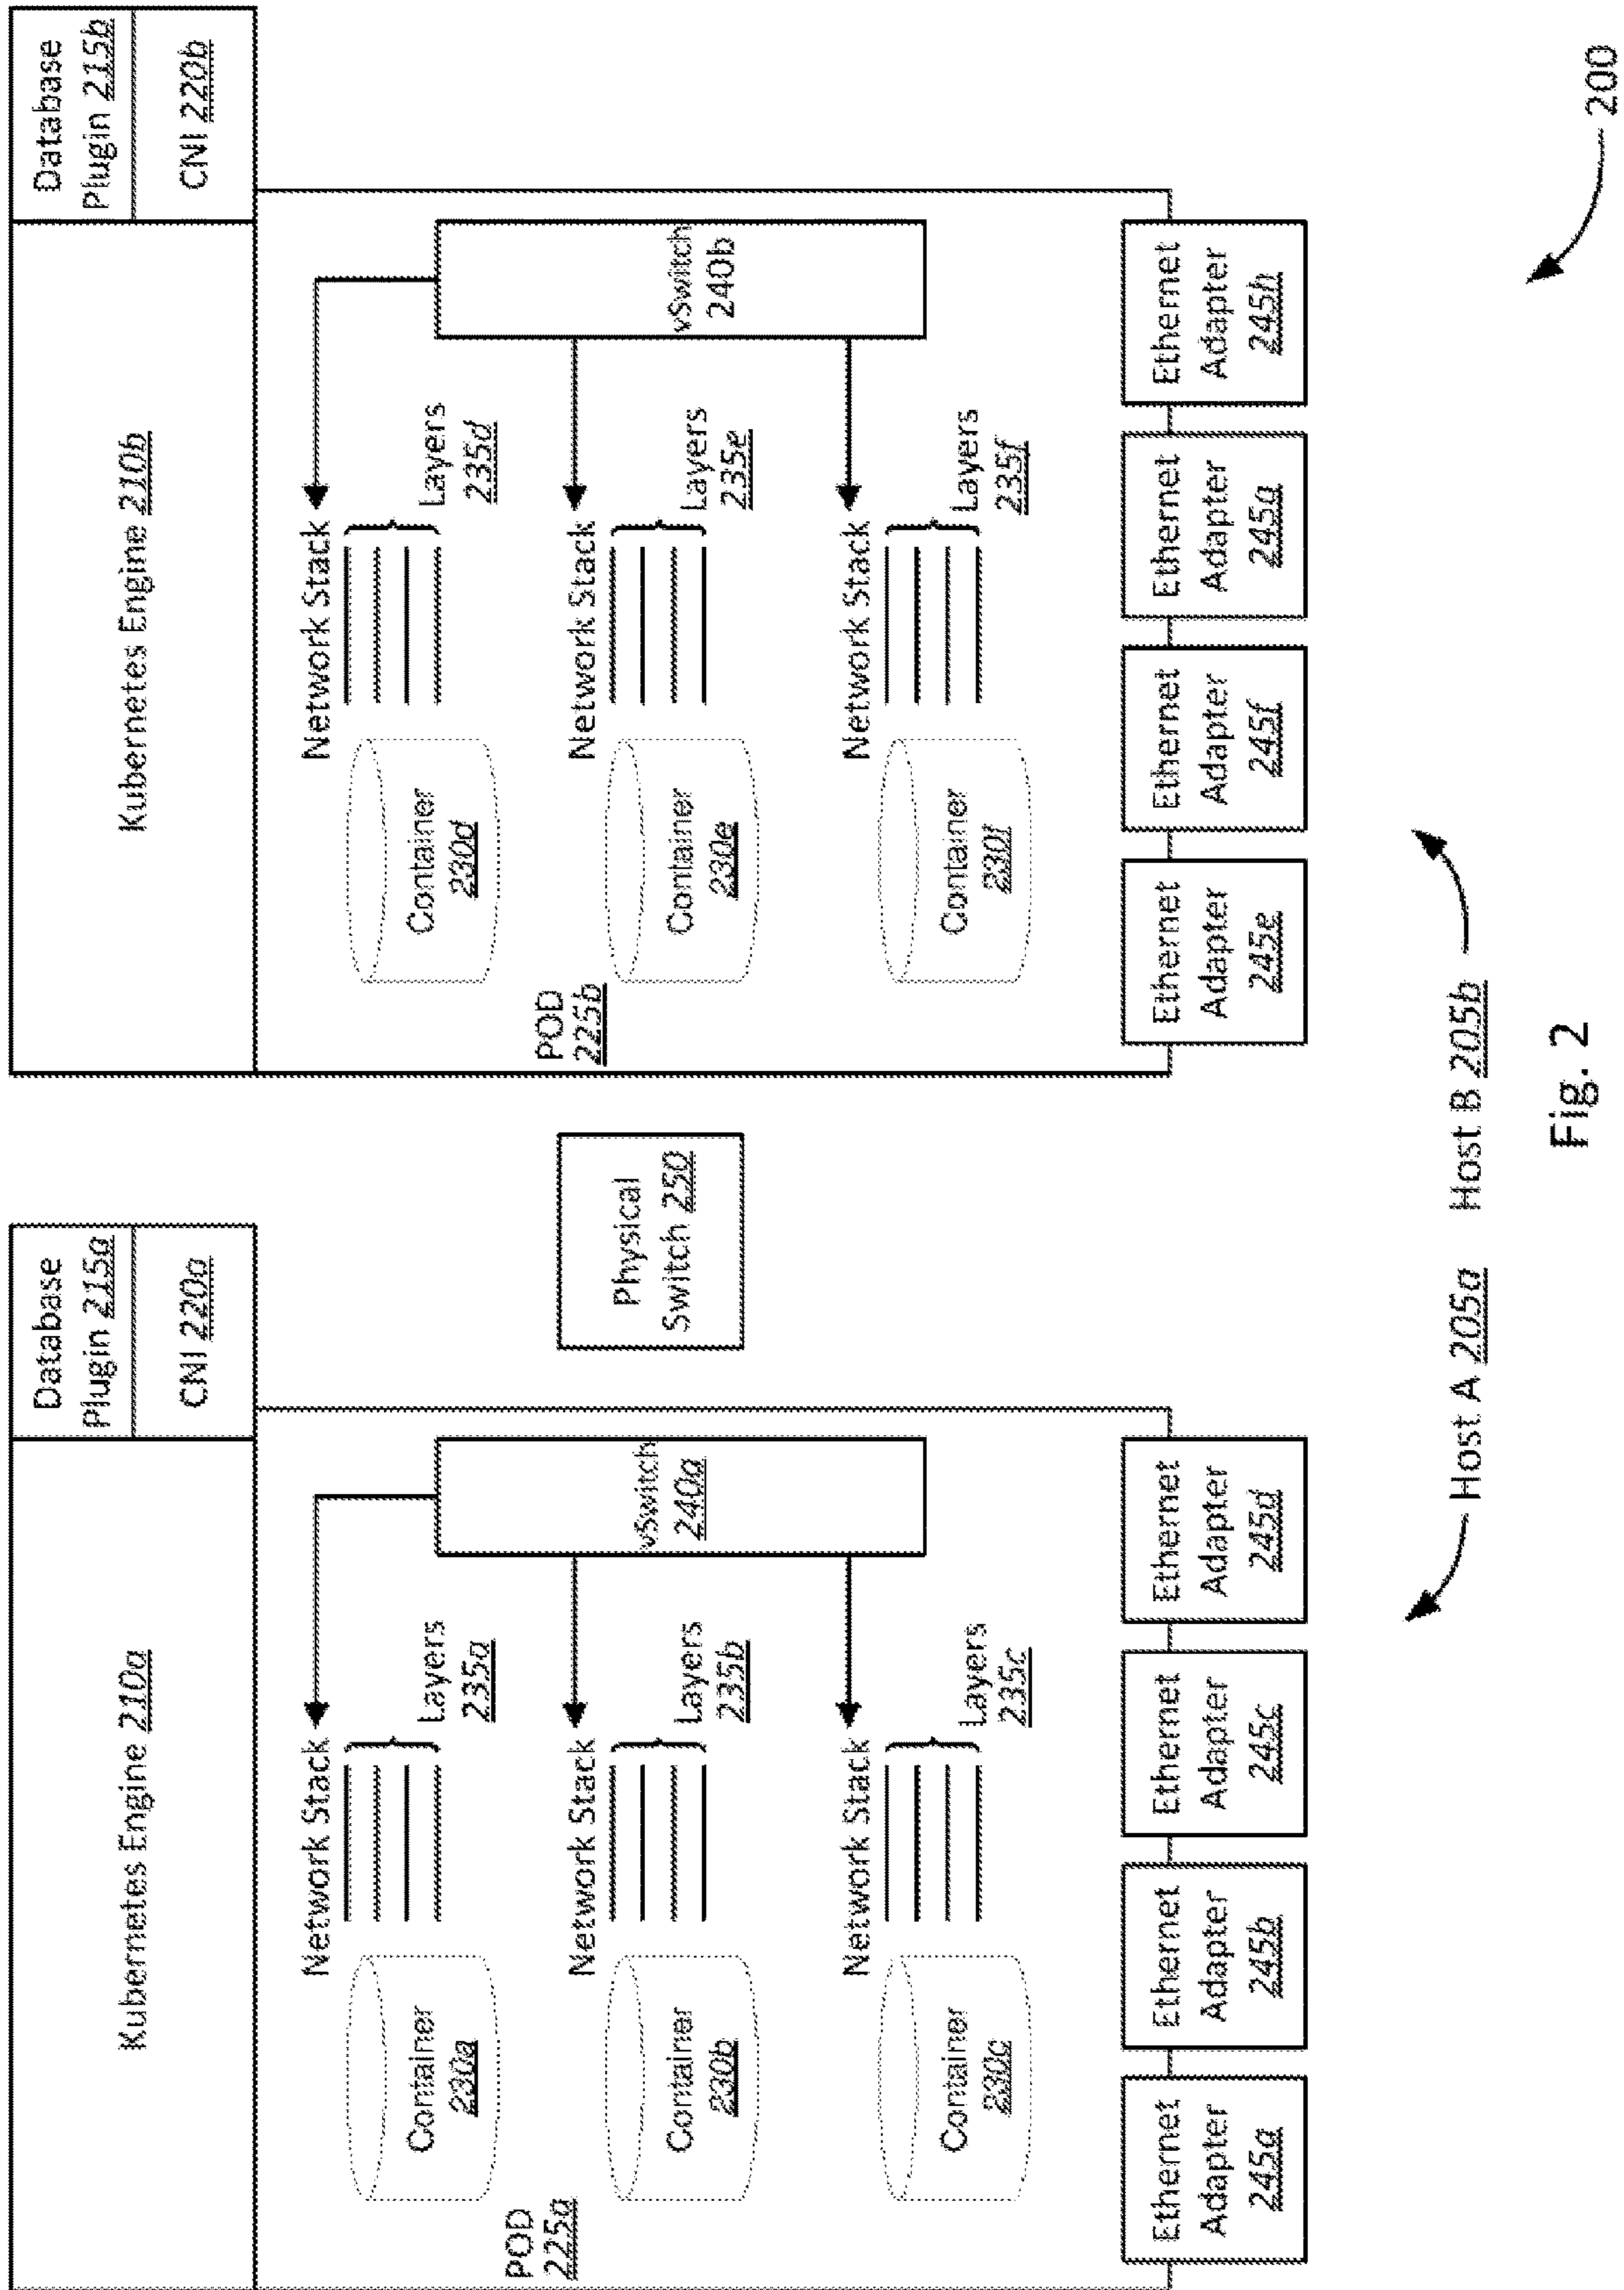 Kubernetes Engine 210a
Database
Plugin 215a
CNI 220a
POD
225a
Network Stack
Container
230a
Layers
235a
Network Stack
Container
230b
Layers
235b
Network Stack
Container
230c
Layers
235c
vSwitch
240a
Ethernet
Adapter
245a
Ethernet
Adapter
245b
Ethernet
Adapter
245c
Ethernet
Adapter
245d
Physical
Switch 250
Kubernetes Engine 210b
Database
Plugin 215b
CNI 220b
POD
225b
Network Stack
Container
230d
Layers
235d
Network Stack
Container
230e
Layers
235e
Network Stack
Container
230f
Layers
235f
vSwitch
240b
Ethernet
Adapter
245e
Ethernet
Adapter
245f
Ethernet
Adapter
245g
Ethernet
Adapter
245h
Host A 205a
Host B 205b
200
Fig. 2